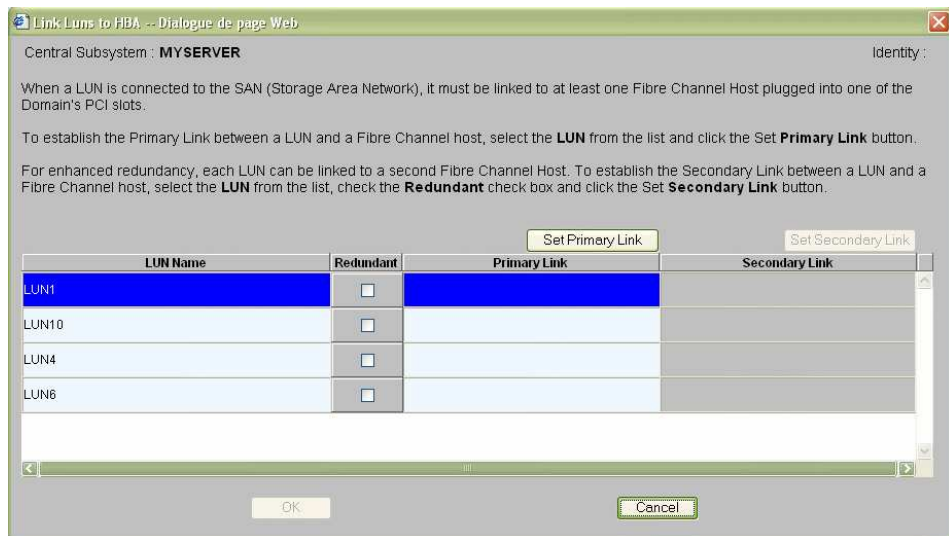 Link Luns to HBA -- Dialogue de page Web
Central Subsystem : MYSERVER
Identity :
When a LUN is connected to the SAN (Storage Area Network), it must be linked to at least one Fibre Channel Host plugged into one of the
Domain's PCI slots.
To establish the Primary Link between a LUN and a Fibre Channel host, select the LUN from the list and click the Set Primary Link button.
For enhanced redundancy, each LUN can be linked to a second Fibre Channel Host. To establish the Secondary Link between a LUN and a
Fibre Channel host, select the LUN from the list, check the Redundant check box and click the Set Secondary Link button.
Set Primary Link
Set Secondary Link
LUN Name Redundant Primary Link Secondary Link
LUN1
LUN10
LUN4
LUN6
OK
Cancel